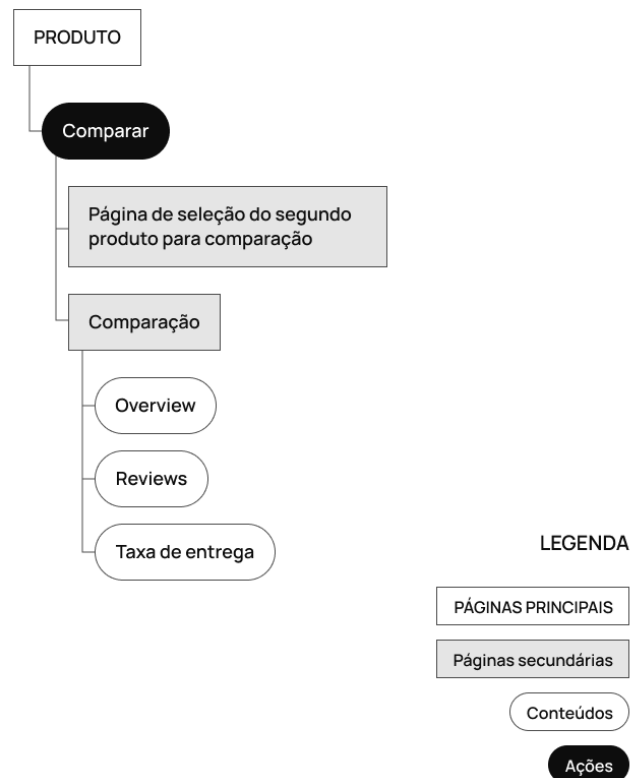 PRODUTO
Comparar
Página de seleção do segundo
produto para comparação
Comparação
Overview
Reviews
Taxa de entrega
LEGENDA
PÁGINAS PRINCIPAIS
Páginas secundárias
Conteúdos
Ações